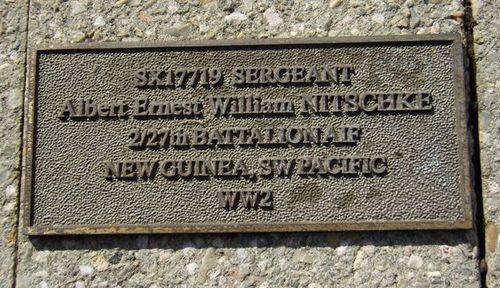 SX17719 SERGEANT
Albert Ernest William NITSCHKE
2/27th BATTALION AIF
NEW GUINEA, SW PACIFIC
WW2